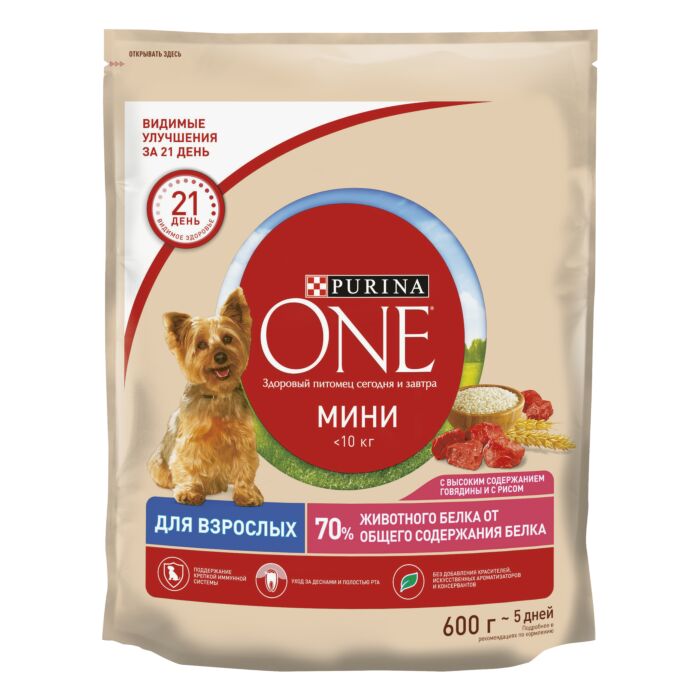 ОТКРЫВАТЬ ЗДЕСЬ
ВИДИМЫЕ
УЛУЧШЕНИЯ
ЗА 21 ДЕНЬ
21
ДЕНЬ
ВИДИМОЕ ЗДОРОВЬЕ
PURINA
ONE®
Здоровый питомец сегодня и завтра
МИНИ
<10 кг
С ВЫСОКИМ СОДЕРЖАНИЕМ
ГОВЯДИНЫ И С РИСОМ
ДЛЯ ВЗРОСЛЫХ
70% ЖИВОТНОГО БЕЛКА ОТ
ОБЩЕГО СОДЕРЖАНИЯ БЕЛКА
ПОДДЕРЖАНИЕ
КРЕПКОЙ ИММУННОЙ
СИСТЕМЫ
УХОД ЗА ДЕСНАМИ И ПОЛОСТЬЮ РТА
БЕЗ ДОБАВЛЕНИЯ КРАСИТЕЛЕЙ,
ИСКУССТВЕННЫХ АРОМАТИЗАТОРОВ
И КОНСЕРВАНТОВ
600 г ~ 5 дней
Подробнее в
рекомендациях по кормлению